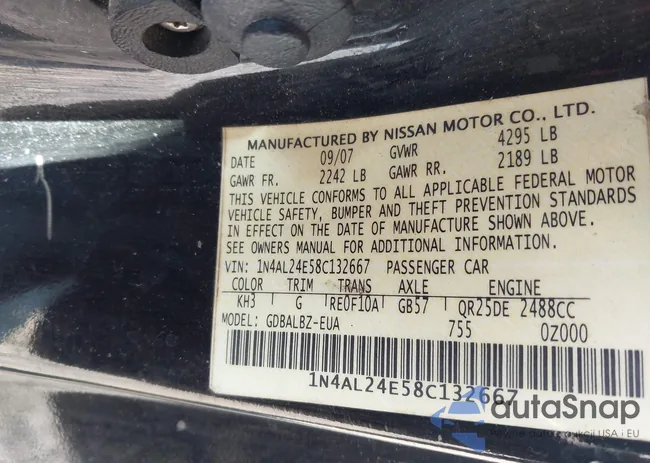 MANUFACTURED BY NISSAN MOTOR CO., LTD.
DATE 09/07 GVWR 4295 LB
GAWR FR. 2242 LB GAWR RR. 2189 LB
THIS VEHICLE CONFORMS TO ALL APPLICABLE FEDERAL MOTOR
VEHICLE SAFETY, BUMPER AND THEFT PREVENTION STANDARDS
IN EFFECT ON THE DATE OF MANUFACTURE SHOWN ABOVE.
SEE OWNERS MANUAL FOR ADDITIONAL INFORMATION.
VIN: 1N4AL24E58C132667 PASSENGER CAR
COLOR TRIM TRANS AXLE ENGINE
KH3 G RE0F10A GB57 QR25DE 2488CC
MODEL: GDBALBZ-EUA 755 0Z000
1N4AL24E58C132667
autaSnap
USA EU